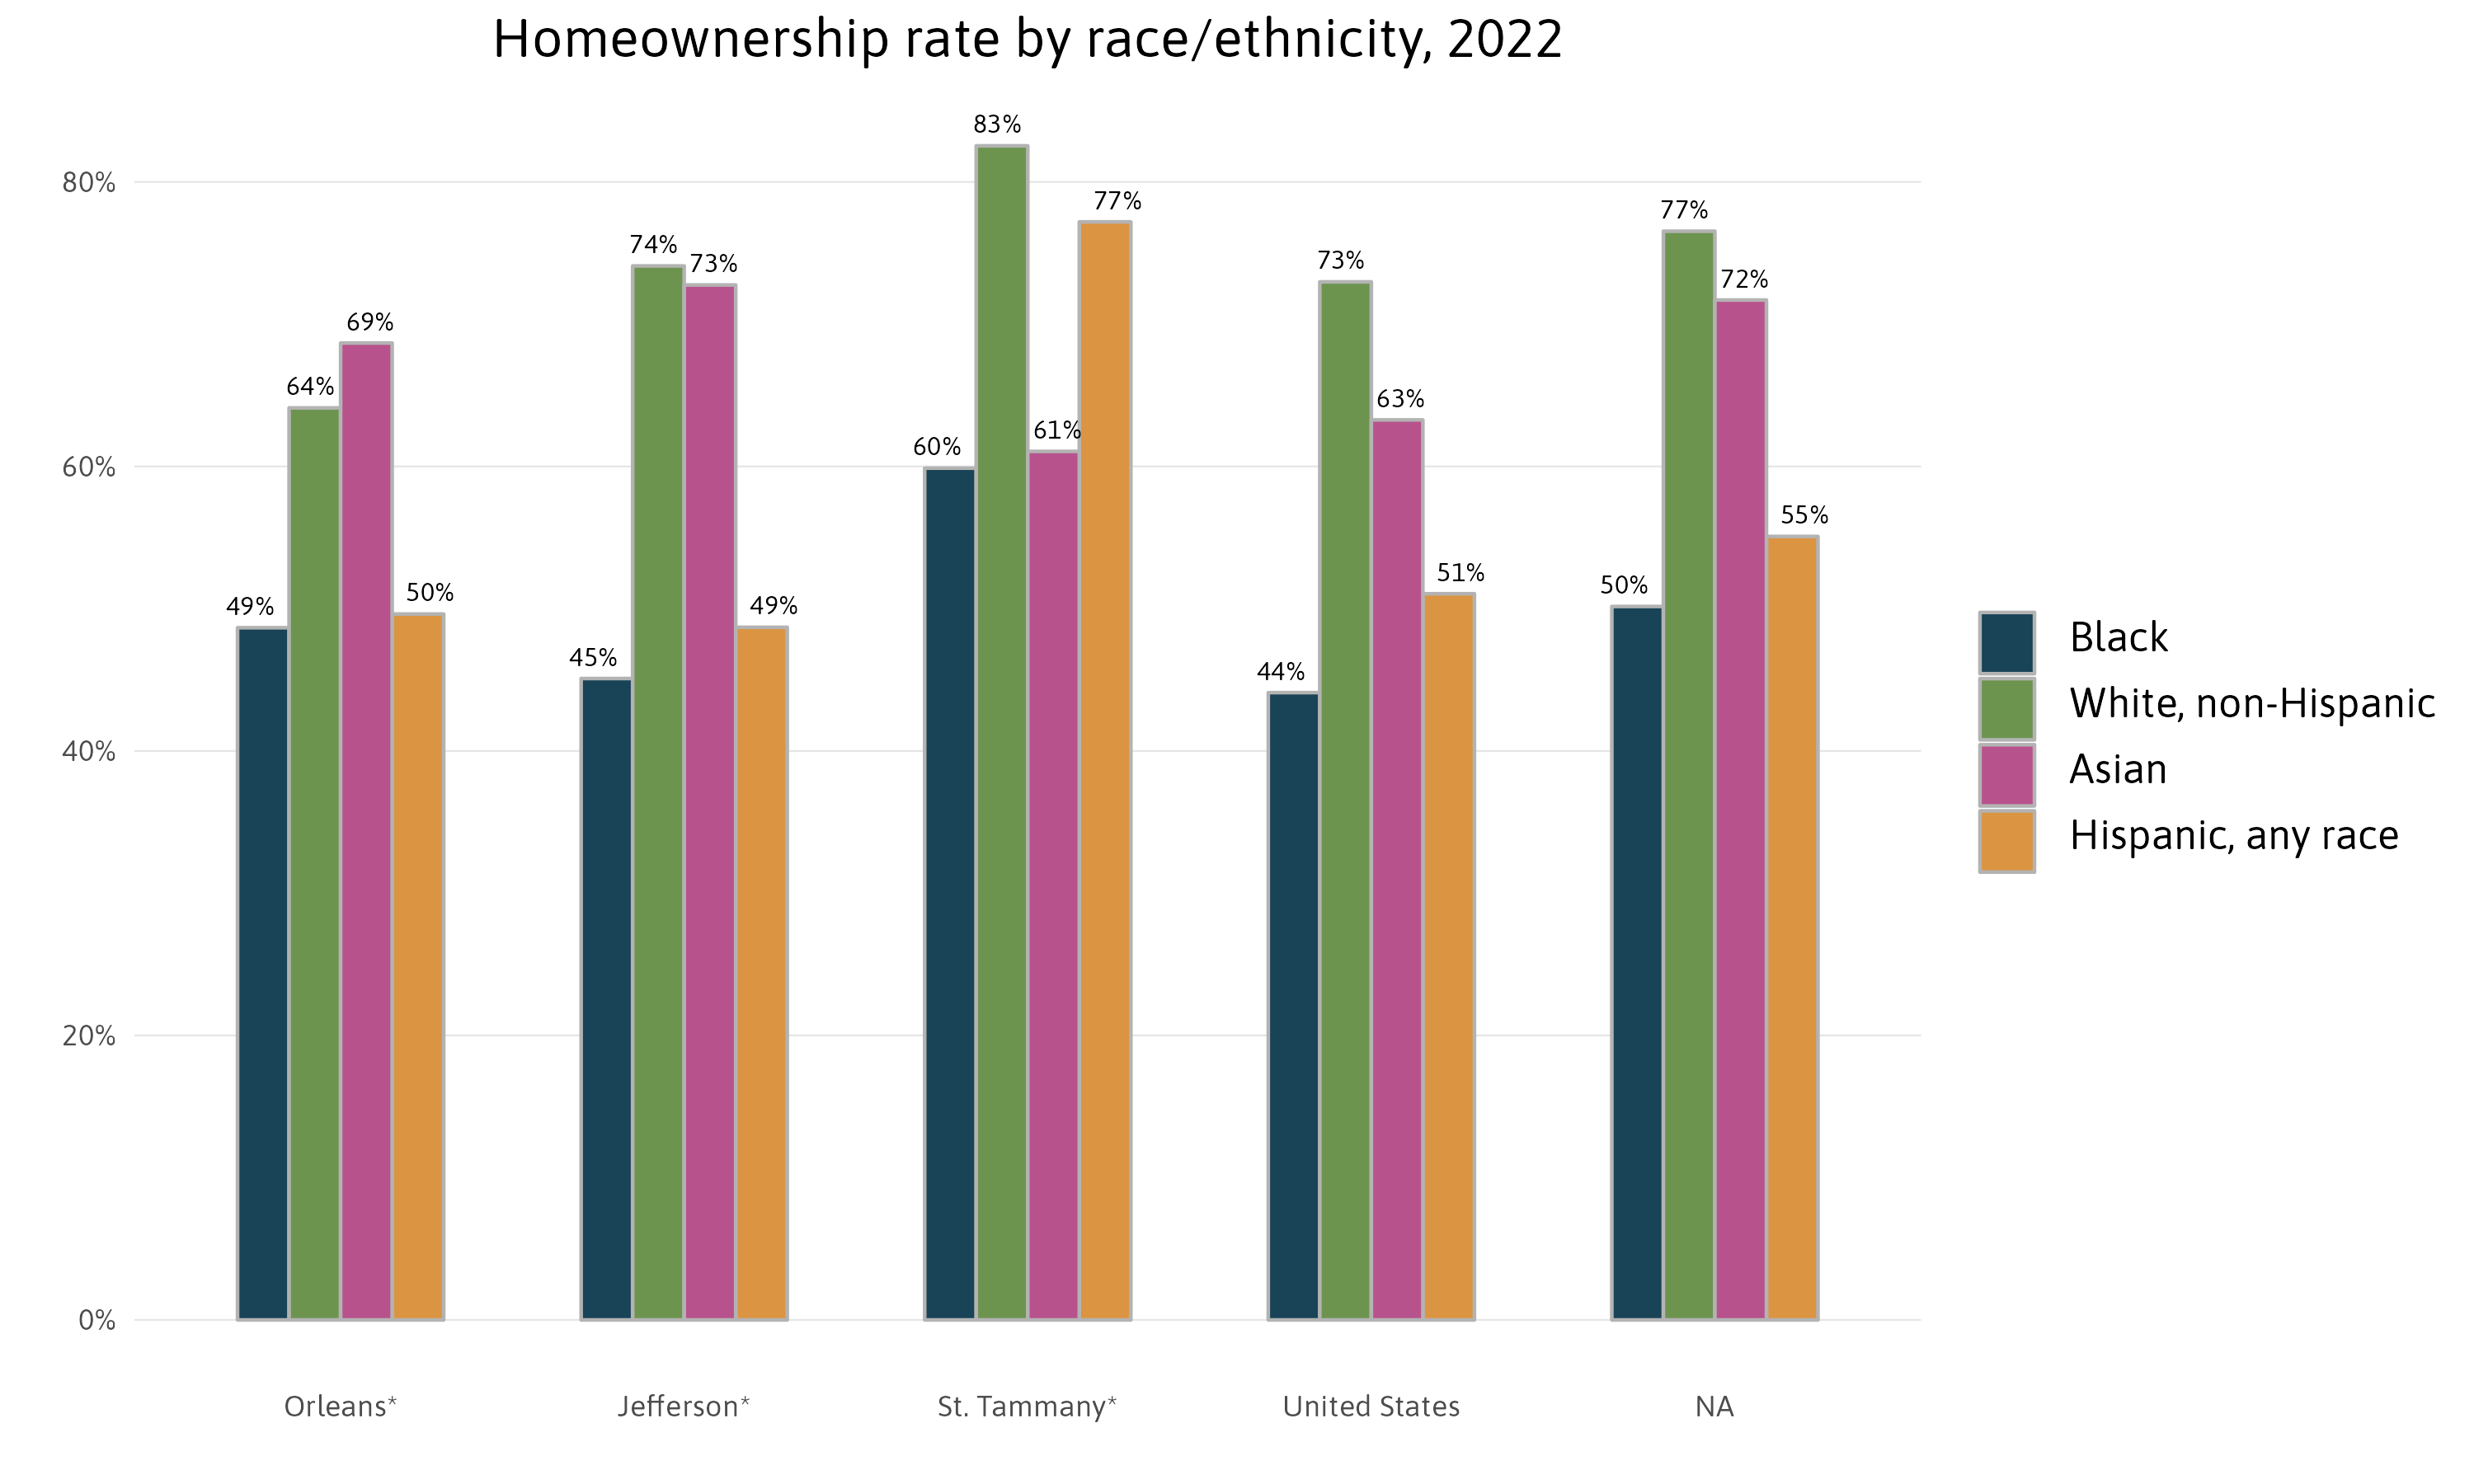 Homeownership rate by race/ethnicity, 2022
83%
80%
77%
77%
74%
73%
73%
72%
69%
64%
63%
61%
60%
60%
55%
51%
50%
50%
49%
49%
45%
44%
40%
20%
0%
Black
White, non-Hispanic
Asian
Hispanic, any race
Orleans*
Jefferson*
St. Tammany*
United States
NA